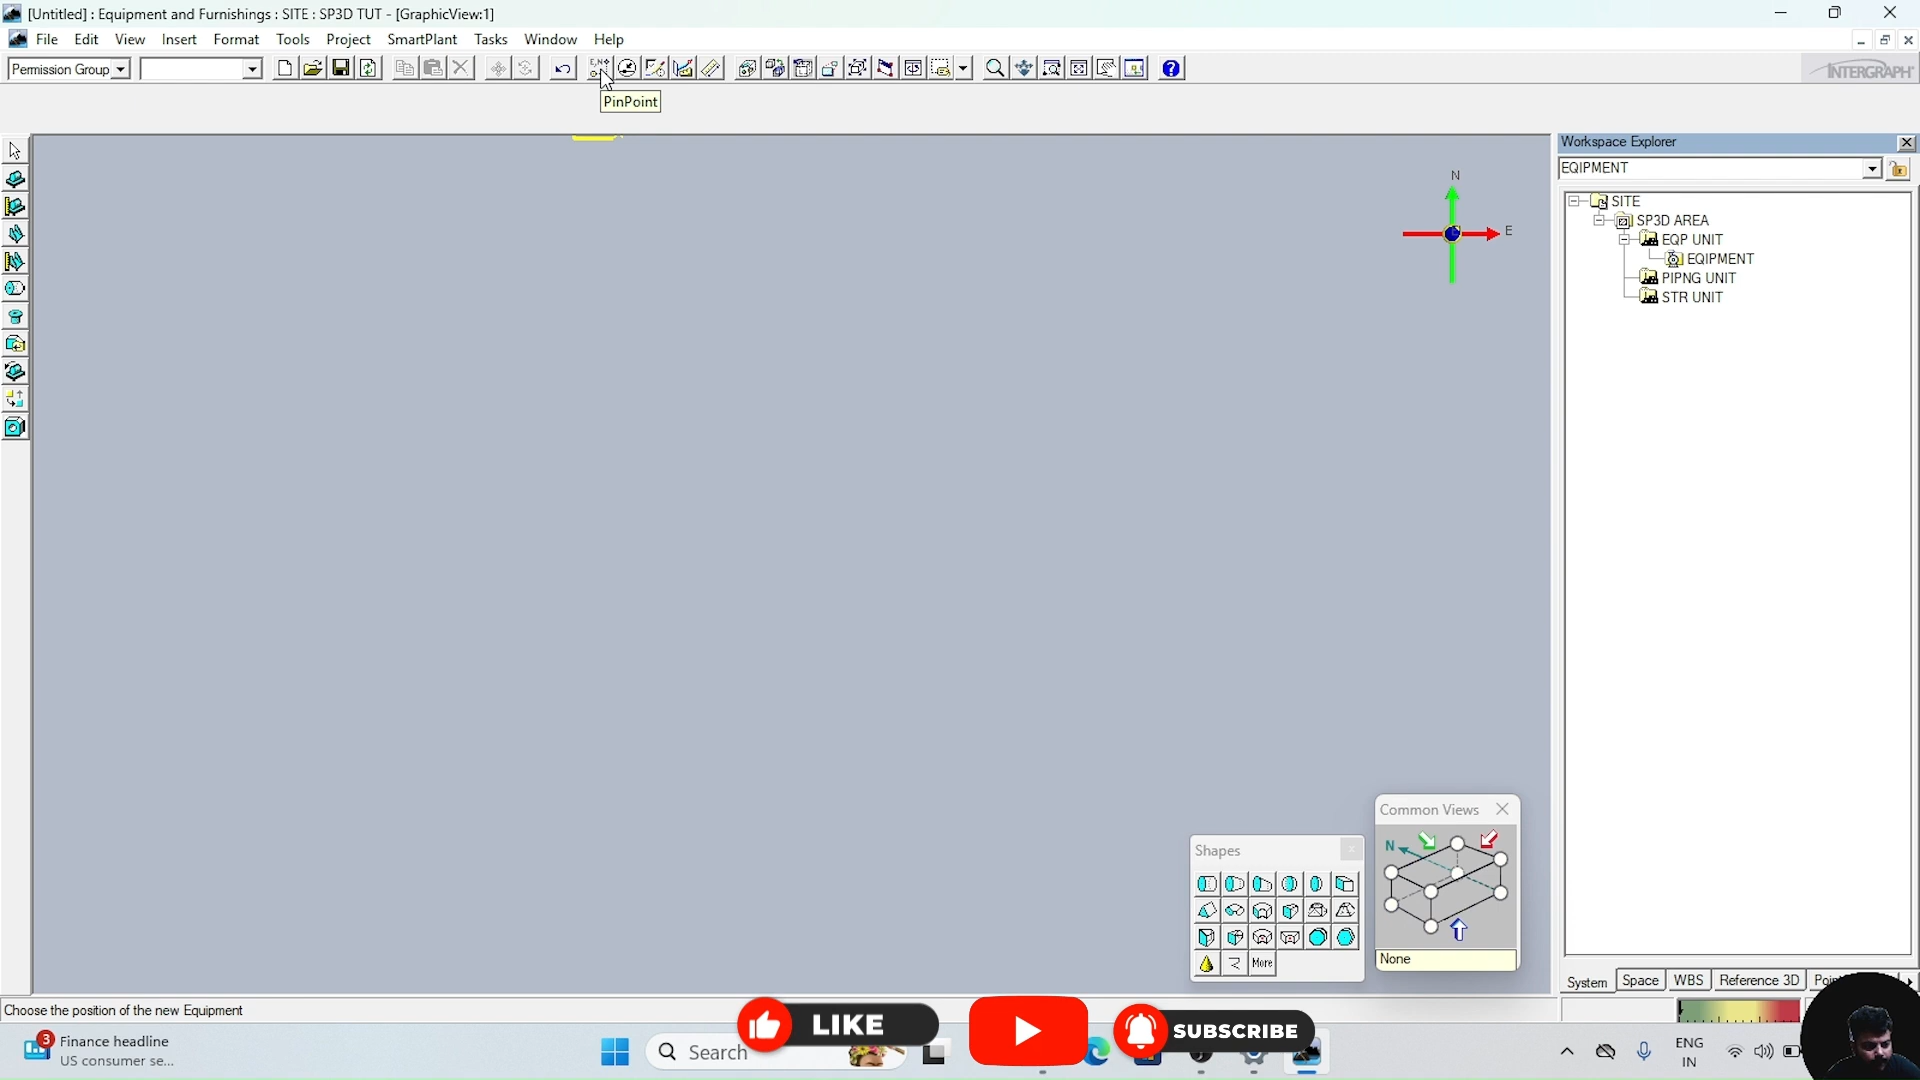 [Untitled] : Equipment and Furnishings : SITE : SP3D TUT - [GraphicView:1]
File Edit View Insert Format Tools Project SmartPlant Tasks Window Help
Permission Group
INTERGRAPH
PinPoint
Workspace Explorer
EQIPMENT
SITE
SP3D AREA
EQP UNIT
EQIPMENT
PIPNG UNIT
STR UNIT
N
E
Common Views
N
None
Shapes
More
System Space WBS Reference 3D
Choose the position of the new Equipment
LIKE
SUBSCRIBE
3
Finance headline
US consumer se...
Search
ENG
IN